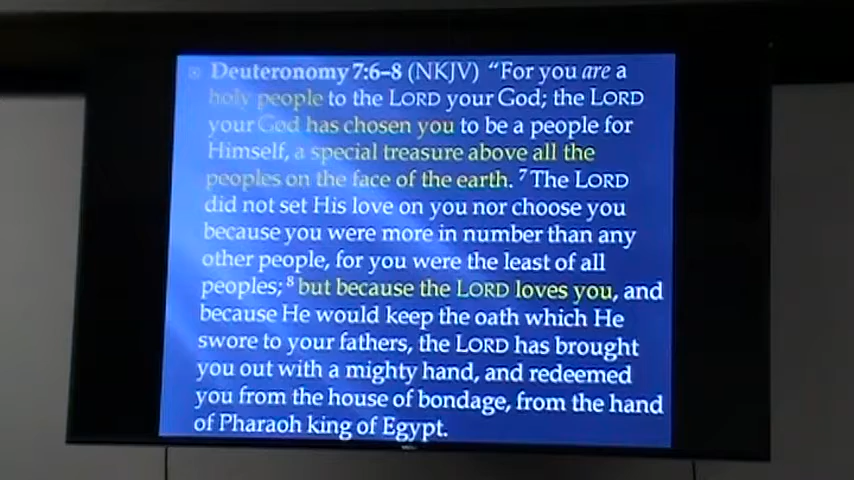 Deuteronomy 7:6–8 (NKJV) “For you are a
holy people to the LORD your God; the LORD
your God has chosen you to be a people for
Himself, a special treasure above all the
peoples on the face of the earth. 7 The LORD
did not set His love on you nor choose you
because you were more in number than any
other people, for you were the least of all
peoples; 8 but because the LORD loves you, and
because He would keep the oath which He
swore to your fathers, the LORD has brought
you out with a mighty hand, and redeemed
you from the house of bondage, from the hand
of Pharaoh king of Egypt.